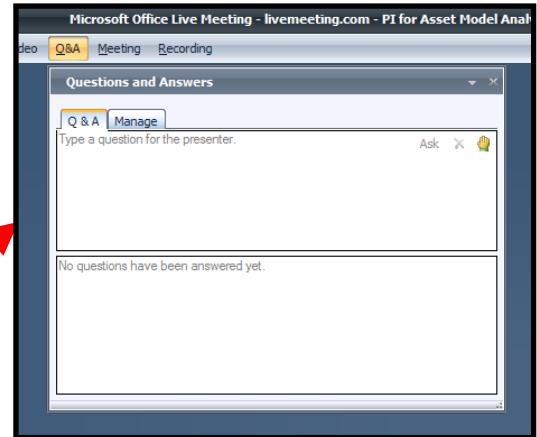 Microsoft Office Live Meeting - livemeeting.com - PI for Asset Model Anal
deo Q&A Meeting Recording
Questions and Answers
Q & A Manage
Type a question for the presenter. Ask
No questions have been answered yet.